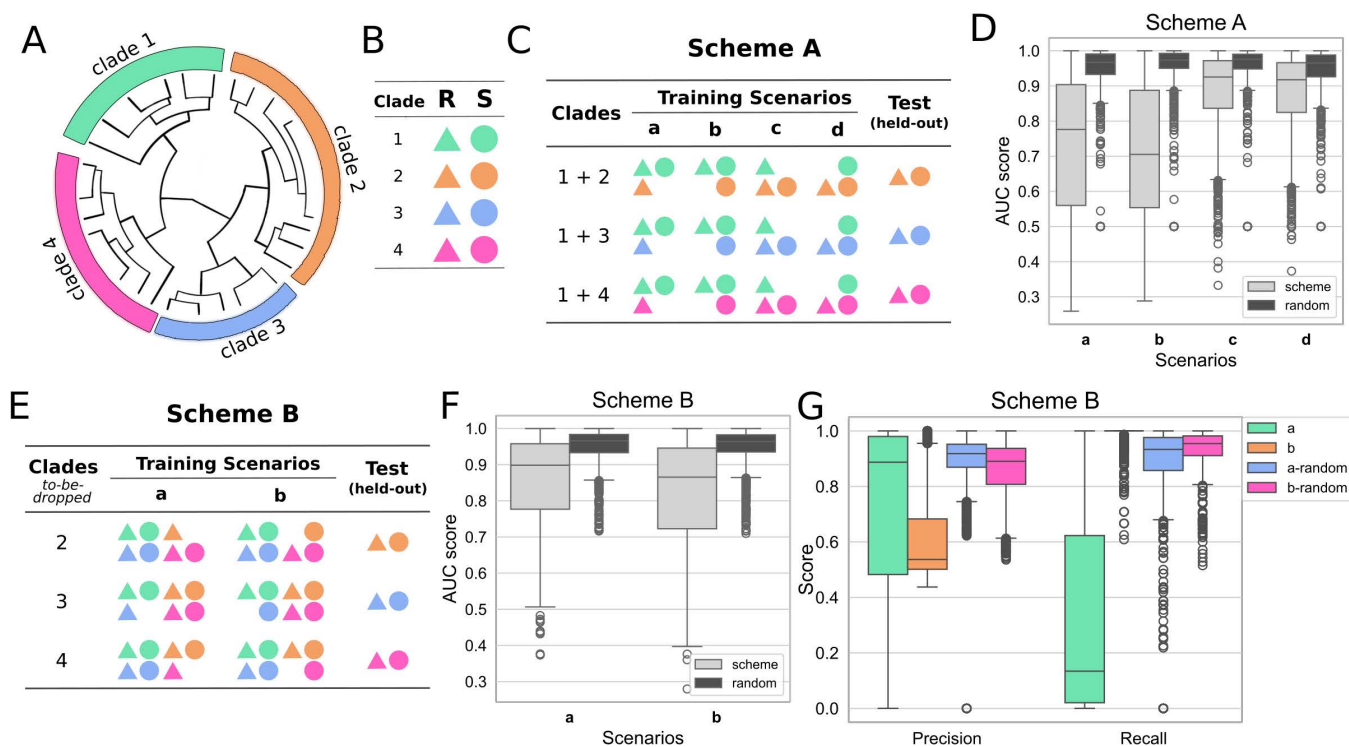 A
clade 1
clade 2
clade 3
clade 4
B
Clade R S
1
2
3
4
C
Scheme A
Clades Training Scenarios Test
(held-out)
a b c d
1 + 2
1 + 3
1 + 4
D
Scheme A
AUC score
1.0
0.9
0.8
0.7
0.6
0.5
0.4
0.3
scheme
random
a b c d
Scenarios
E
Scheme B
Clades Training Scenarios Test
to-be-
dropped
(held-out)
a b
2
3
4
F
Scheme B
AUC score
1.0
0.9
0.8
0.7
0.6
0.5
0.4
0.3
scheme
random
a b
Scenarios
G
Scheme B
Score
1.0
0.8
0.6
0.4
0.2
0.0
Precision Recall
a
b
a-random
b-random